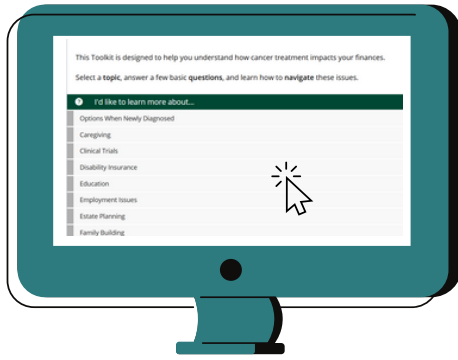 This Toolkit is designed to help you understand how cancer treatment impacts your finances.
Select a topic, answer a few basic questions, and learn how to navigate these issues.
? I'd like to learn more about...
Options When Newly Diagnosed
Caregiving
Clinical Trials
Disability Insurance
Education
Employment Issues
Estate Planning
Family Building